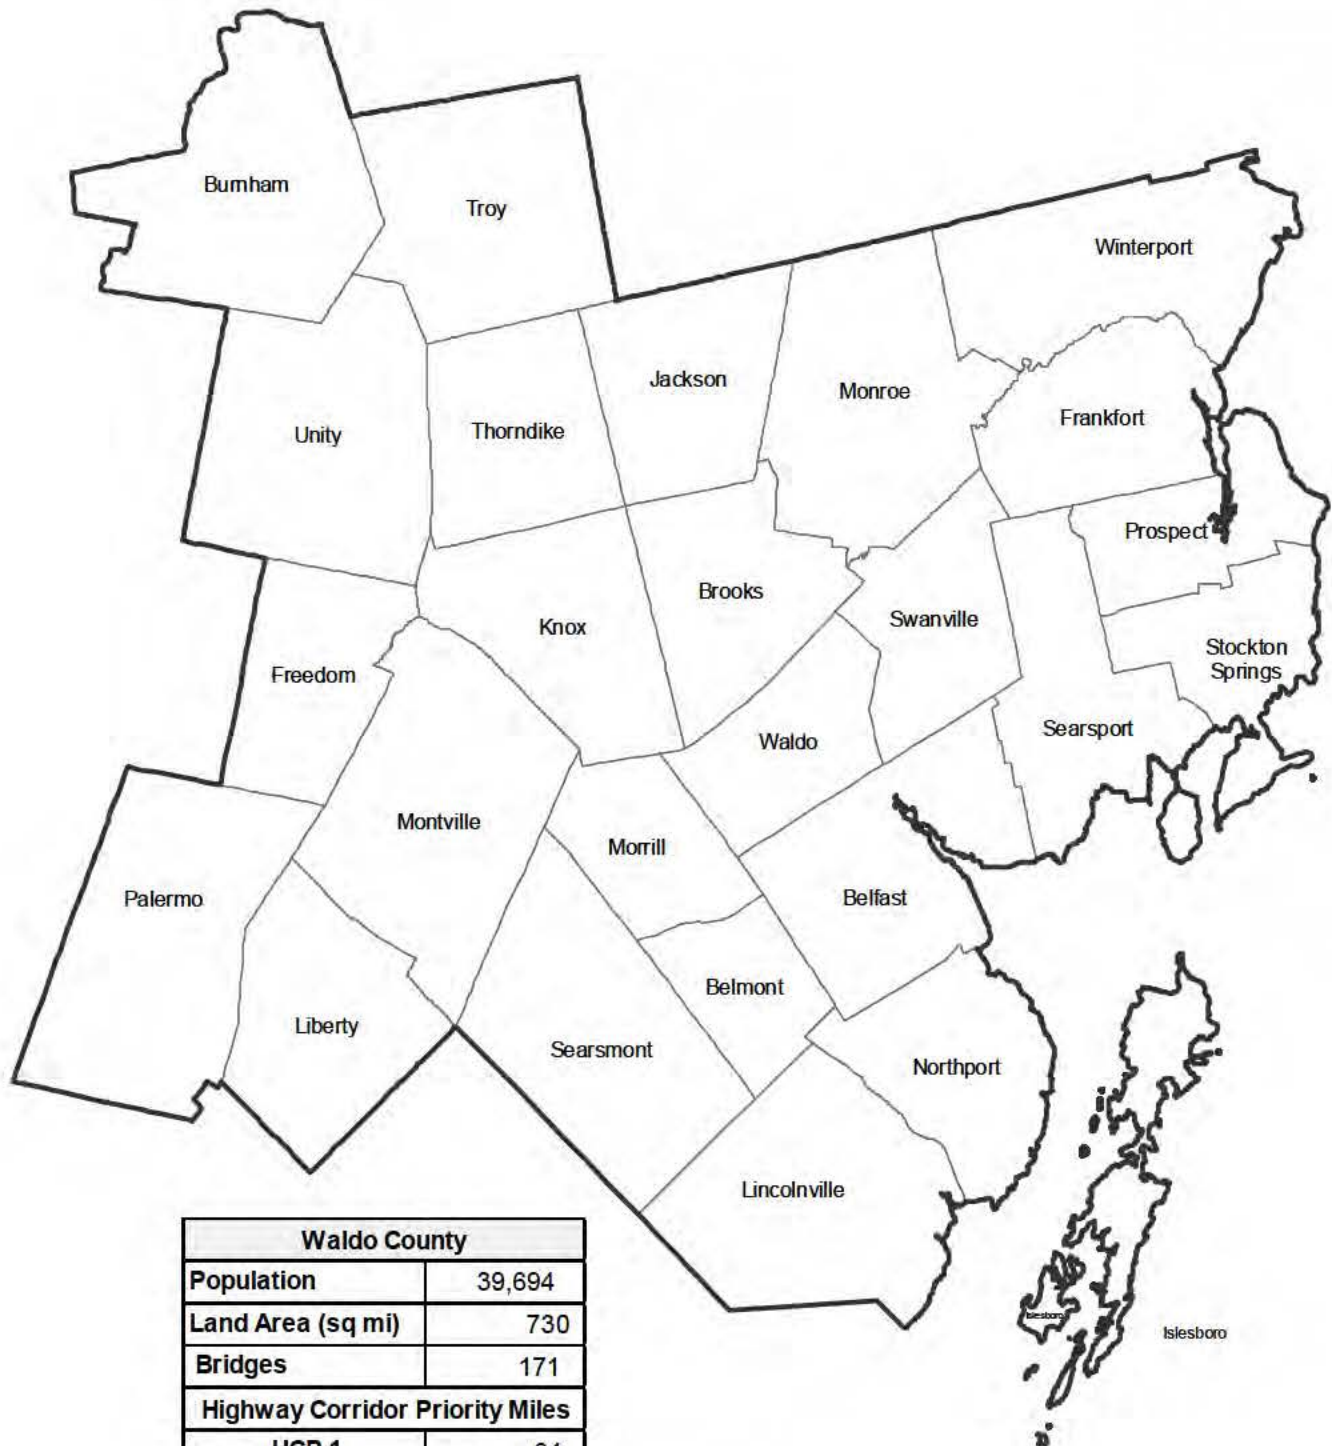 Burnham
Troy
Winterport
Jackson
Monroe
Frankfort
Unity
Thorndike
Prospect
Brooks
Swanville
Knox
Stockton
Springs
Freedom
Searsport
Waldo
Montville
Morrill
Palermo
Belfast
Belmont
Liberty
Searsmont
Northport
Lincolnville
Islesboro
Islesboro
Waldo County
Population 39,694
Land Area (sq mi) 730
Bridges 171
Highway Corridor Priority Miles